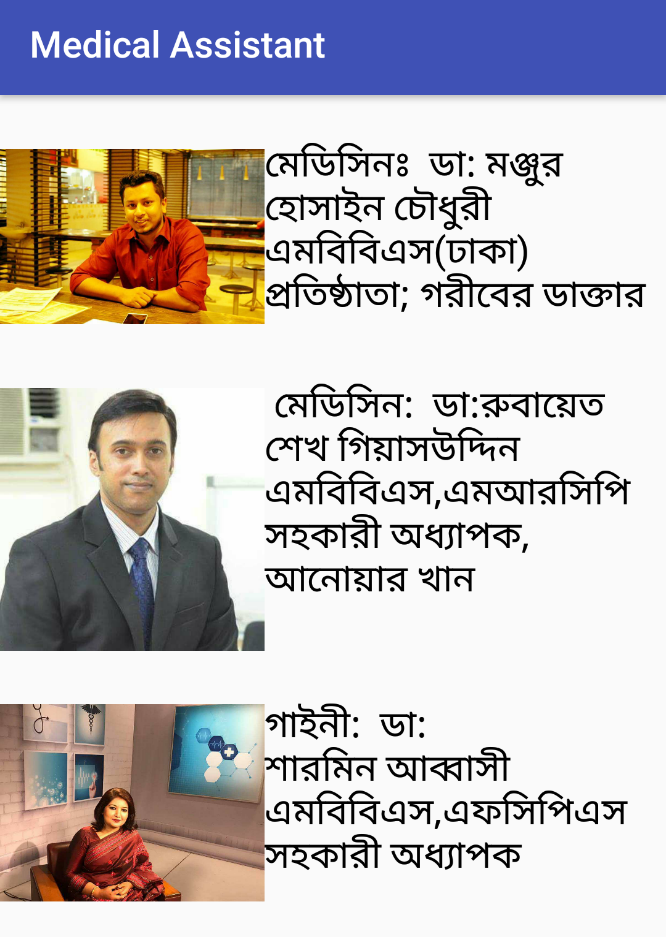 Medical Assistant
মেডিসিনঃ ডা: মঞ্জুর
হোসাইন চৌধুরী
এমবিবিএস(ঢাকা)
প্রতিষ্ঠাতা; গরীবের ডাক্তার
মেডিসিন: ডা:রুবায়েত
শেখ গিয়াসউদ্দিন
এমবিবিএস,এমআরসিপি
সহকারী অধ্যাপক,
আনোয়ার খান
গাইনী: ডা:
শারমিন আব্বাসী
এমবিবিএস,এফসিপিএস
সহকারী অধ্যাপক